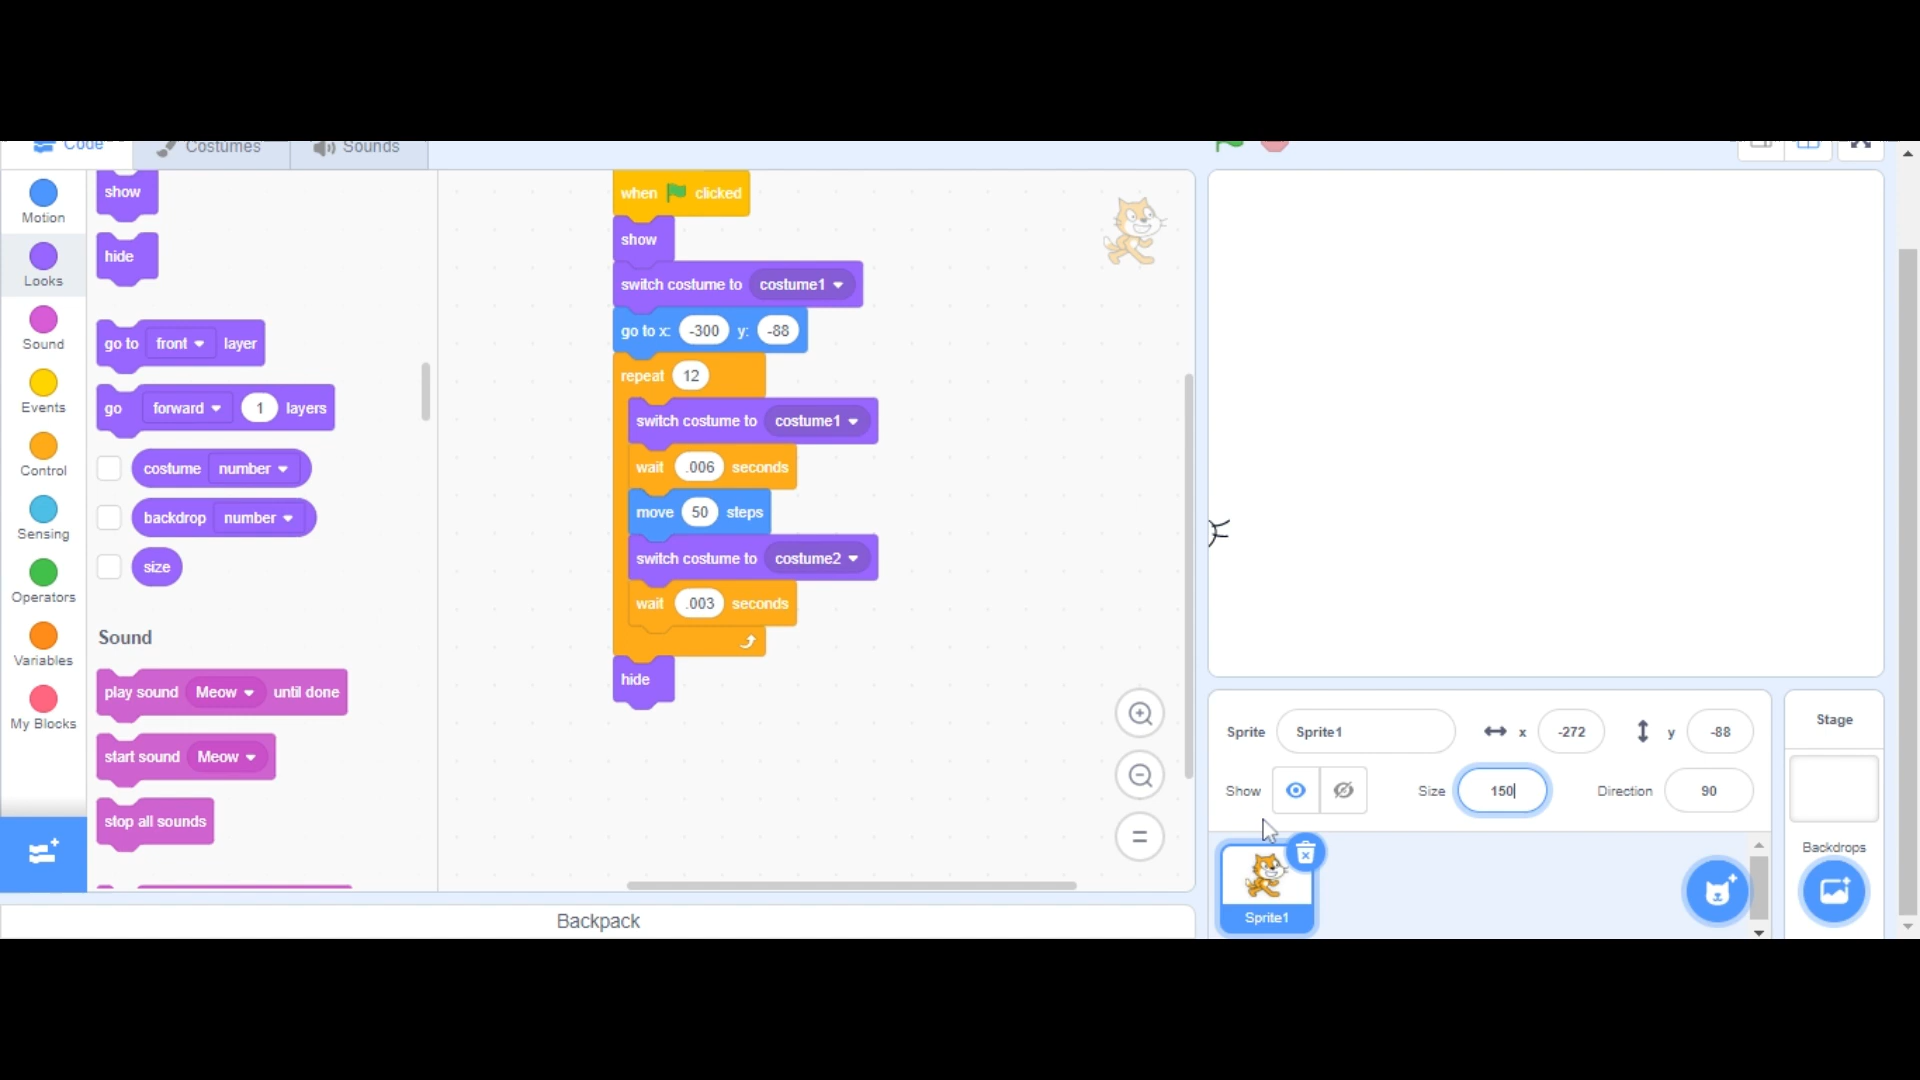 Code
Costumes
Sounds
Motion
Looks
Sound
Events
Control
Sensing
Operators
Variables
My Blocks
show
hide
go to front layer
go forward 1 layers
costume number
backdrop number
size
Sound
play sound Meow until done
start sound Meow
stop all sounds
when clicked
show
switch costume to costume1
go to x: -300 y: -88
repeat 12
switch costume to costume1
wait .006 seconds
move 50 steps
switch costume to costume2
wait .003 seconds
hide
Backpack
Sprite Sprite1 x -272 y -88
Show Size 150 Direction 90
Sprite1
Stage
Backdrops